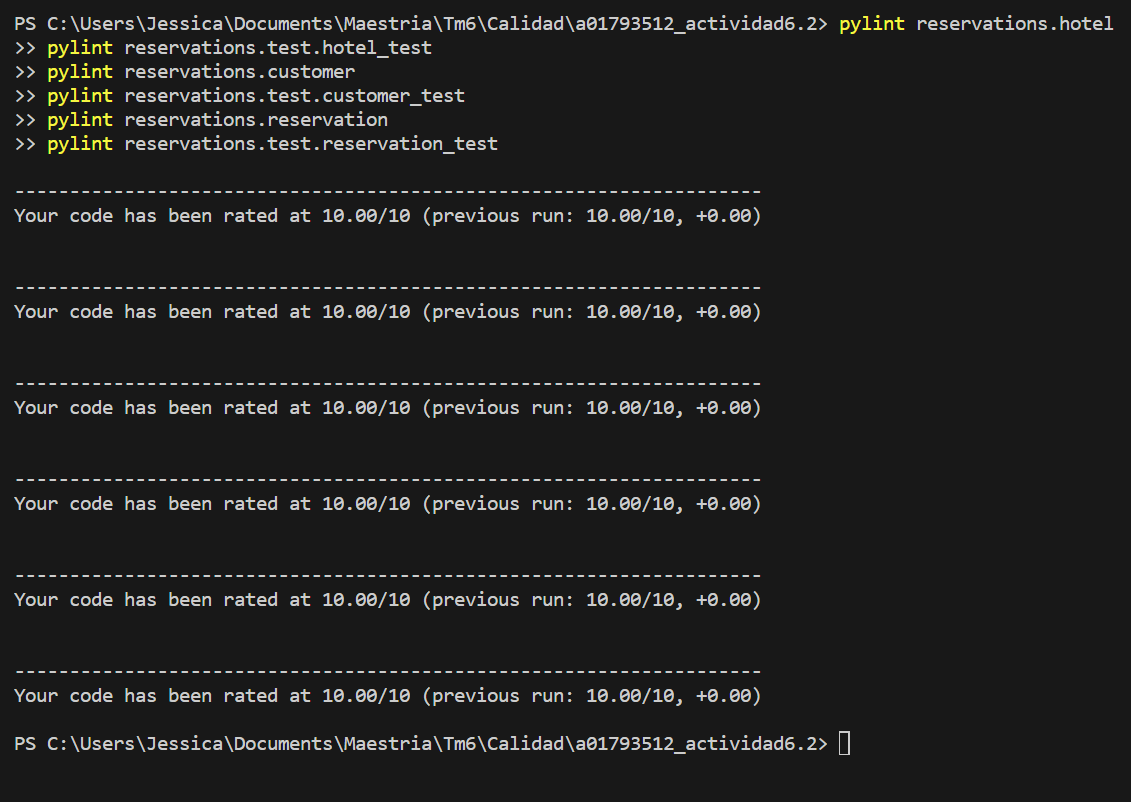 PS C:\Users\Jessica\Documents\Maestria\Tm6\Calidad\a01793512_actividad6.2> pylint reservations.hotel
>> pylint reservations.test.hotel_test
>> pylint reservations.customer
>> pylint reservations.test.customer_test
>> pylint reservations.reservation
>> pylint reservations.test.reservation_test
--------------------------------------------------------------------
Your code has been rated at 10.00/10 (previous run: 10.00/10, +0.00)
--------------------------------------------------------------------
Your code has been rated at 10.00/10 (previous run: 10.00/10, +0.00)
--------------------------------------------------------------------
Your code has been rated at 10.00/10 (previous run: 10.00/10, +0.00)
--------------------------------------------------------------------
Your code has been rated at 10.00/10 (previous run: 10.00/10, +0.00)
--------------------------------------------------------------------
Your code has been rated at 10.00/10 (previous run: 10.00/10, +0.00)
--------------------------------------------------------------------
Your code has been rated at 10.00/10 (previous run: 10.00/10, +0.00)
PS C:\Users\Jessica\Documents\Maestria\Tm6\Calidad\a01793512_actividad6.2>